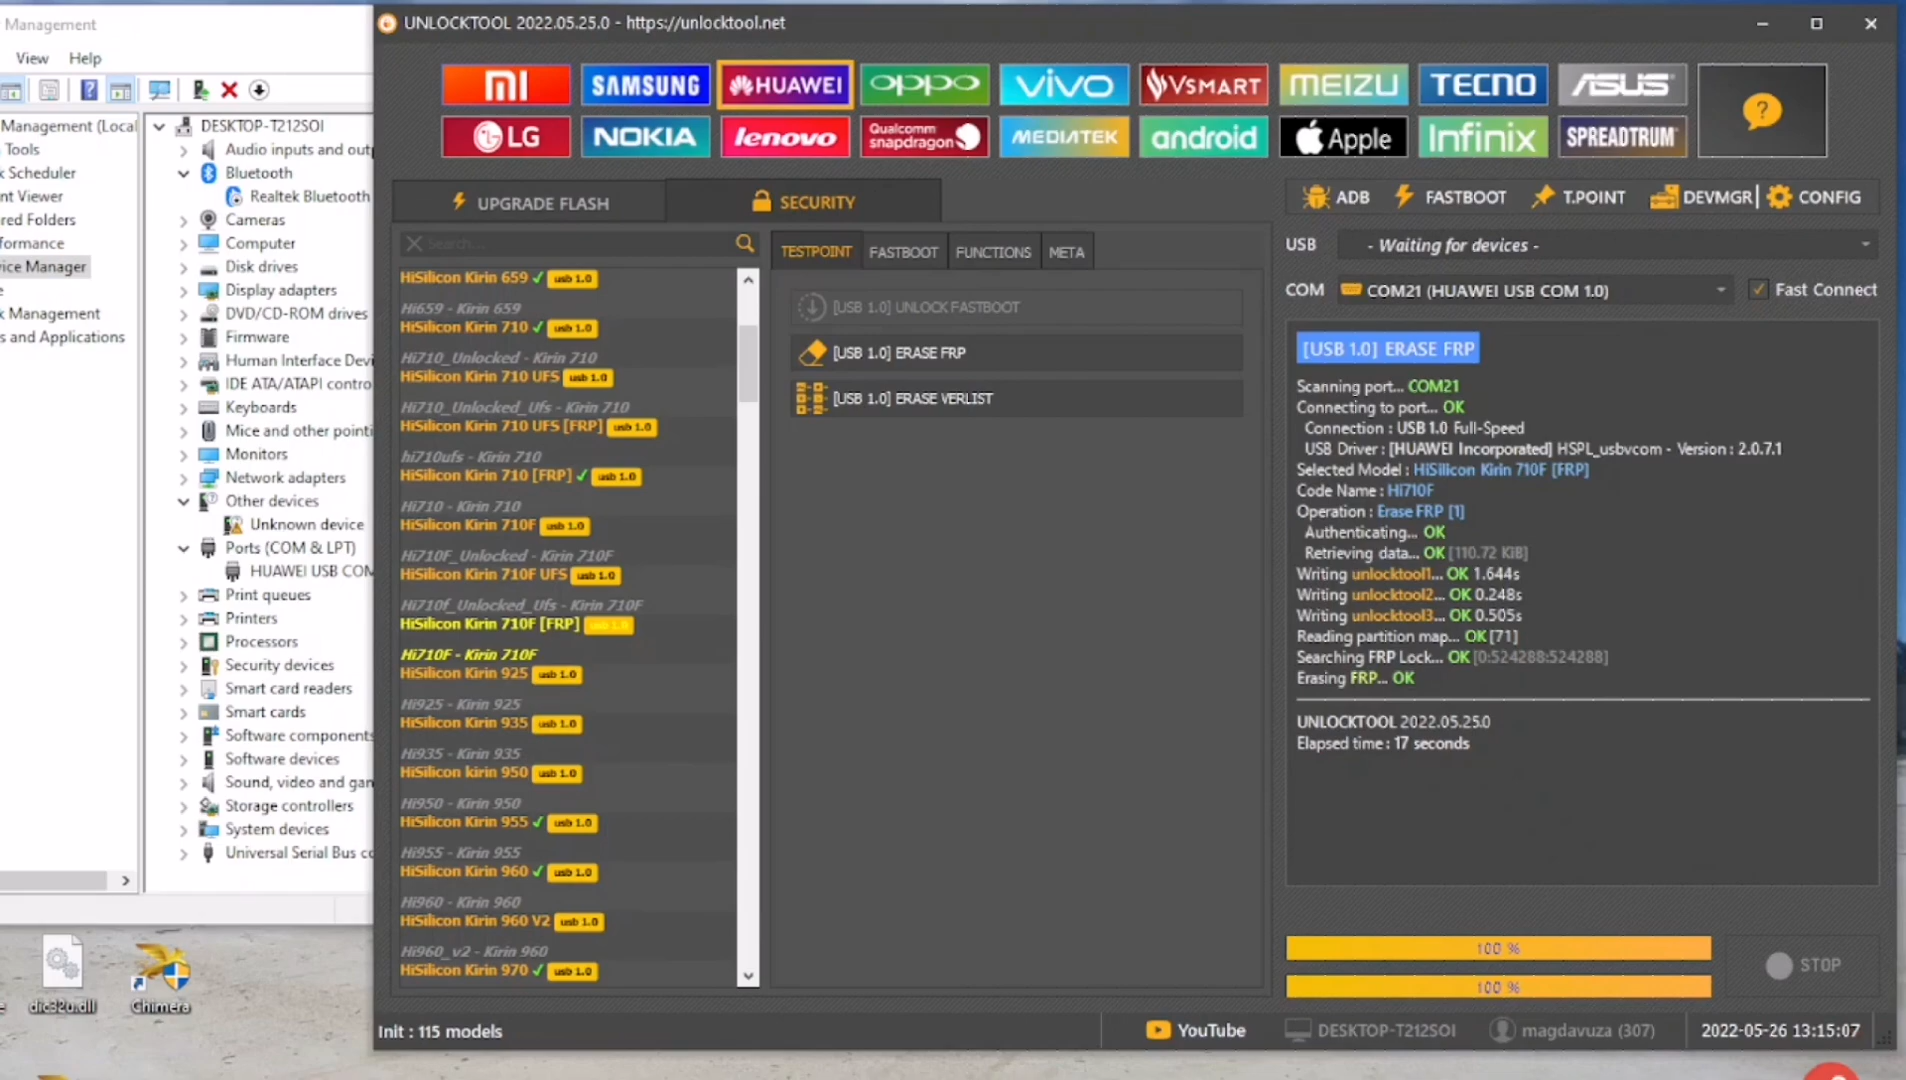 r Management
View Help
Management (Local
Tools
k Scheduler
nt Viewer
ared Folders
rformance
vice Manager
e
k Management
s and Applications
DESKTOP-T212SOI
Audio inputs and outp
Bluetooth
Realtek Bluetooth
Cameras
Computer
Disk drives
Display adapters
DVD/CD-ROM drives
Firmware
Human Interface Devi
IDE ATA/ATAPI contro
Keyboards
Mice and other pointi
Monitors
Network adapters
Other devices
Unknown device
Ports (COM & LPT)
HUAWEI USB COM
Print queues
Printers
Processors
Security devices
Smart card readers
Smart cards
Software components
Software devices
Sound, video and gam
Storage controllers
System devices
Universal Serial Bus co
Chimera
UNLOCKTOOL 2022.05.25.0 - https://unlocktool.net
MI SAMSUNG HUAWEI oppo vivo VSMART MEIZU TECNO ASUS ?
LG NOKIA lenovo Qualcomm snapdragon MEDIATEK android Apple Infinix SPREADTRUM
UPGRADE FLASH SECURITY
Search...
HiSilicon Kirin 659 ✓ usb 1.0
Hi659 - Kirin 659
HiSilicon Kirin 710 ✓ usb 1.0
Hi710_Unlocked - Kirin 710
HiSilicon Kirin 710 UFS usb 1.0
Hi710_Unlocked_Ufs - Kirin 710
HiSilicon Kirin 710 UFS [FRP] usb 1.0
hi710ufs - Kirin 710
HiSilicon Kirin 710 [FRP] ✓ usb 1.0
Hi710 - Kirin 710
HiSilicon Kirin 710F usb 1.0
Hi710F_Unlocked - Kirin 710F
HiSilicon Kirin 710F UFS usb 1.0
Hi710f_Unlocked_Ufs - Kirin 710F
HiSilicon Kirin 710F [FRP] usb 1.0
Hi710F - Kirin 710F
HiSilicon Kirin 925 usb 1.0
Hi925 - Kirin 925
HiSilicon Kirin 935 usb 1.0
Hi935 - Kirin 935
HiSilicon kirin 950 usb 1.0
Hi950 - Kirin 950
HiSilicon Kirin 955 ✓ usb 1.0
Hi955 - Kirin 955
HiSilicon Kirin 960 ✓ usb 1.0
Hi960 - Kirin 960
HiSilicon Kirin 960 V2 usb 1.0
Hi960_v2 - Kirin 960
HiSilicon Kirin 970 ✓ usb 1.0
TESTPOINT FASTBOOT FUNCTIONS META
[USB 1.0] UNLOCK FASTBOOT
[USB 1.0] ERASE FRP
[USB 1.0] ERASE VERLIST
ADB FASTBOOT T.POINT DEVMGR CONFIG
USB - Waiting for devices -
COM COM21 (HUAWEI USB COM 1.0) Fast Connect
[USB 1.0] ERASE FRP
Scanning port... COM21
Connecting to port... OK
Connection : USB 1.0 Full-Speed
USB Driver : [HUAWEI Incorporated] HSPL_usbvcom - Version : 2.0.7.1
Selected Model : HiSilicon Kirin 710F [FRP]
Code Name : Hi710F
Operation : Erase FRP [1]
Authenticating... OK
Retrieving data... OK [110.72 KiB]
Writing unlocktool1... OK 1.644s
Writing unlocktool2... OK 0.248s
Writing unlocktool3... OK 0.505s
Reading partition map... OK [71]
Searching FRP Lock... OK [0:524288:524288]
Erasing FRP... OK
UNLOCKTOOL 2022.05.25.0
Elapsed time : 17 seconds
100 %
100 %
STOP
Init : 115 models YouTube DESKTOP-T212SOI magdavuza (307) 2022-05-26 13:15:07